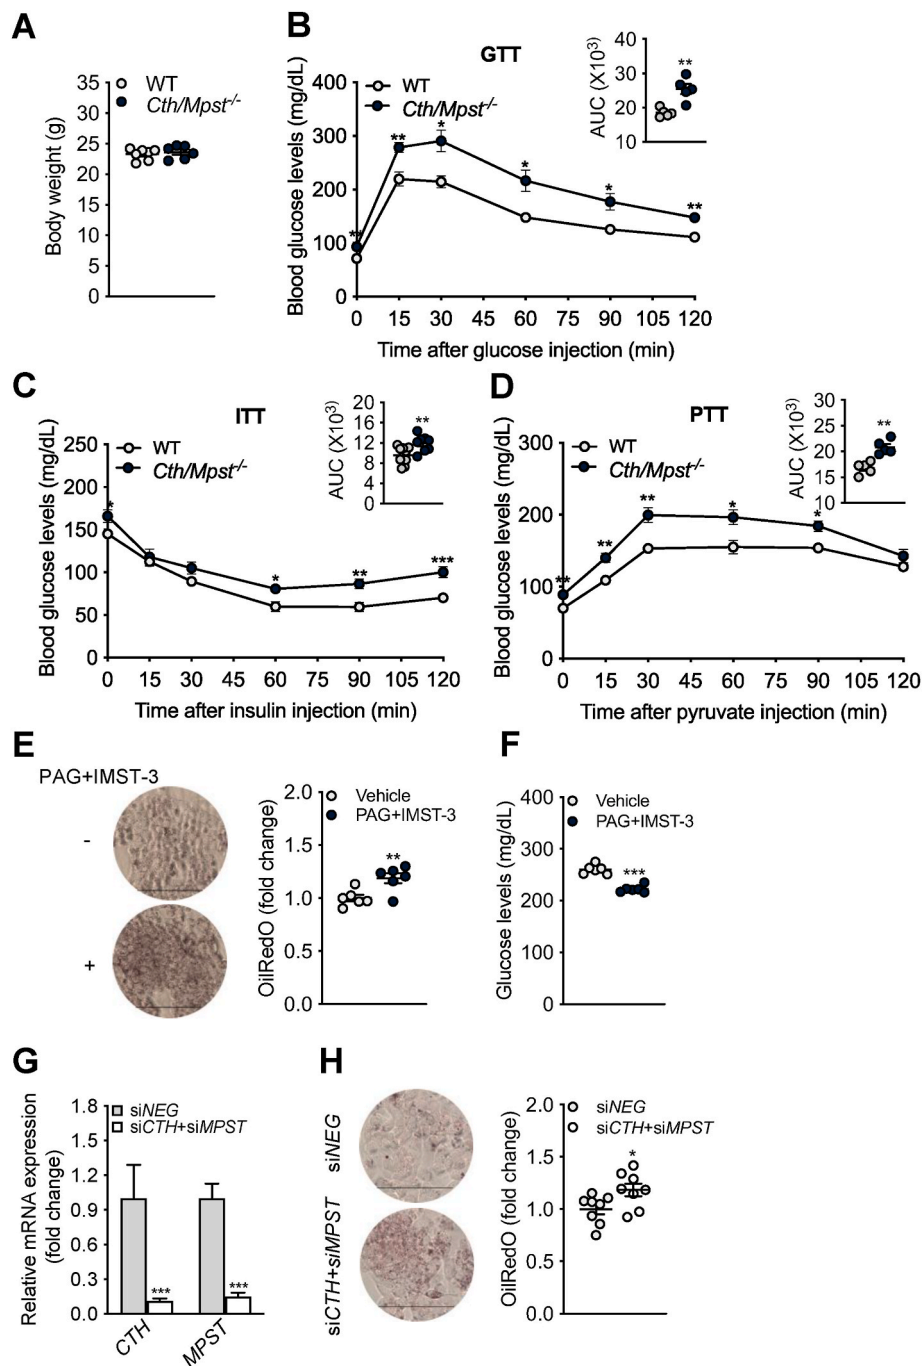 A
WT
Cth/Mpst-/-
Body weight (g)
35
30
25
20
15
10
5
0
B
GTT
WT
Cth/Mpst-/-
Blood glucose levels (mg/dL)
400
300
200
100
0
** ** * * * **
0 15 30 45 60 75 90 105 120
Time after glucose injection (min)
AUC (X10³)
40
30
20
10
**
C
ITT
WT
Cth/Mpst-/-
Blood glucose levels (mg/dL)
250
200
150
100
50
0
* * ** ***
0 15 30 45 60 75 90 105 120
Time after insulin injection (min)
AUC (X10³)
20
16
12
8
4
0
**
D
PTT
WT
Cth/Mpst-/-
Blood glucose levels (mg/dL)
300
200
100
0
** ** ** * *
0 15 30 45 60 75 90 105 120
Time after pyruvate injection (min)
AUC (X10³)
30
25
20
15
10
**
E
PAG+IMST-3
-
+
Vehicle
PAG+IMST-3
OilRedO (fold change)
2.0
1.5
1.0
0.5
0.0
**
F
Vehicle
PAG+IMST-3
Glucose levels (mg/dL)
400
300
200
100
0
***
G
siNEG
siCTH+siMPST
Relative mRNA expression
(fold change)
1.8
1.5
1.2
0.9
0.6
0.3
0.0
*** ***
CTH
MPST
H
siNEG
siCTH+siMPST
siNEG
siCTH+siMPST
OilRedO (fold change)
2.0
1.5
1.0
0.5
0.0
*